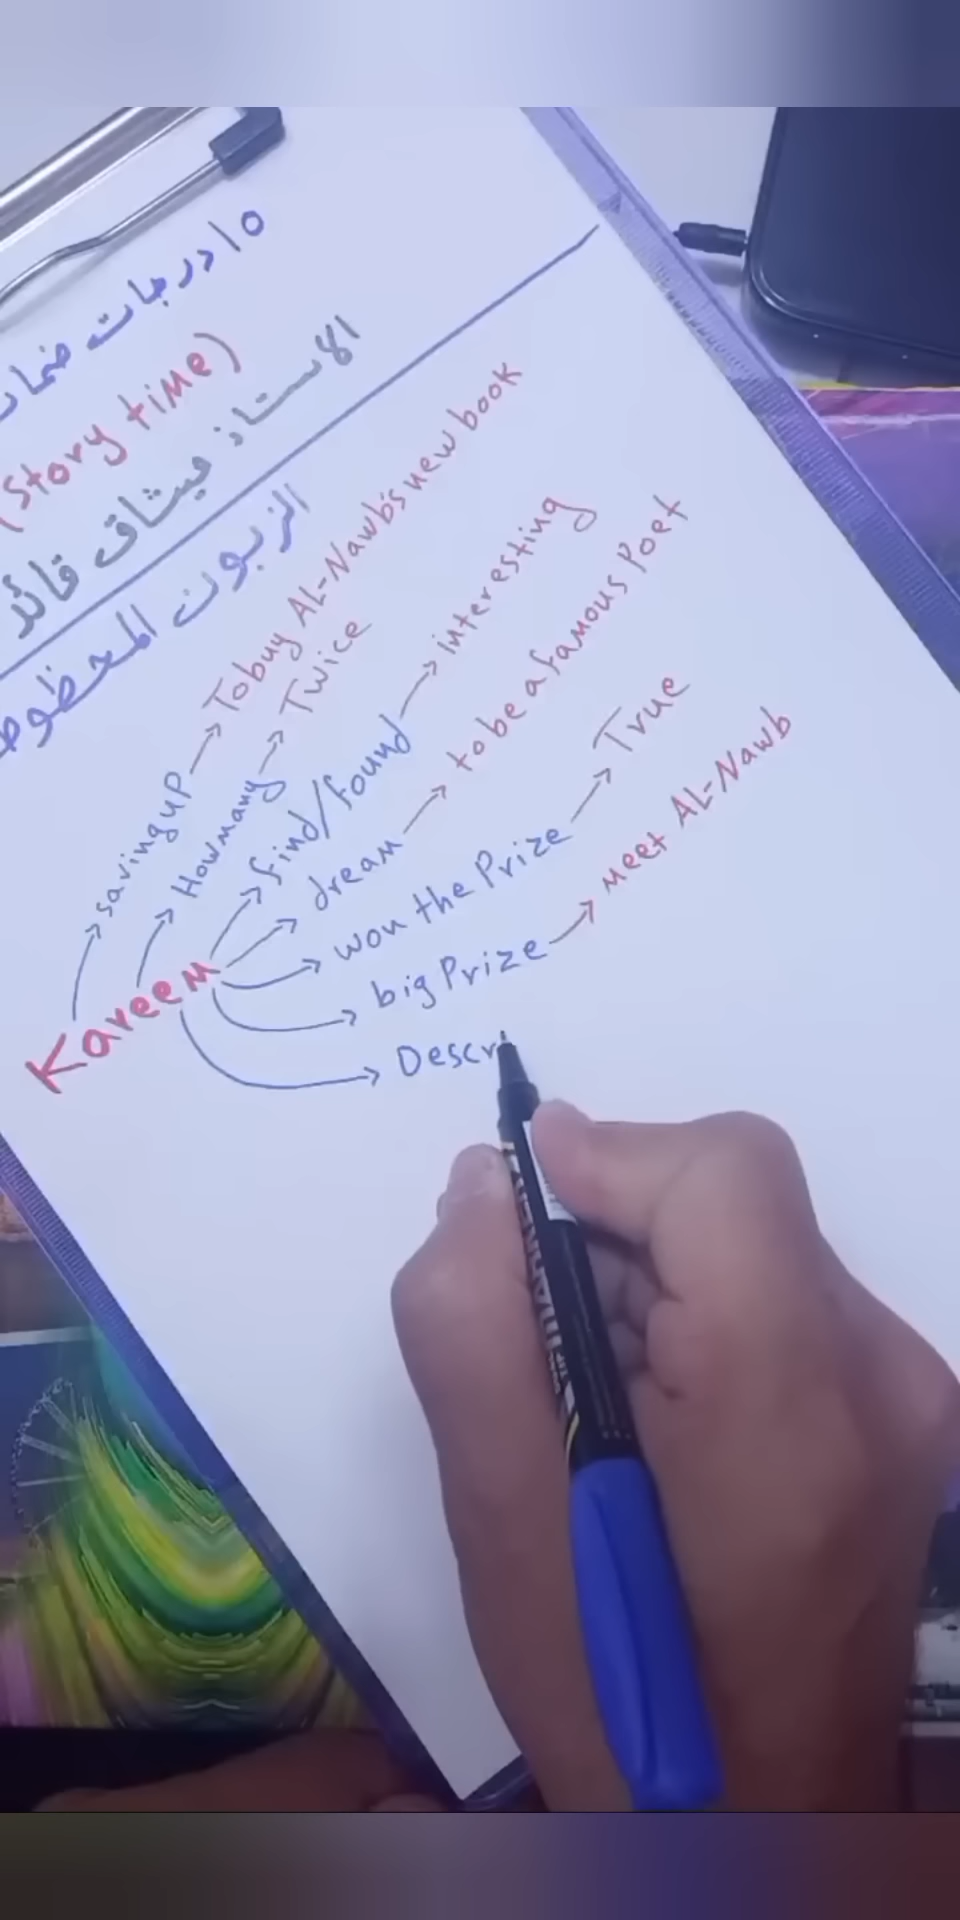 ١٠ درجات
(Story time)
الاستاذ ميثاق قائد
الزبون المحظوظ
Kareem
saving uP → To buy AL-Nawb's new book
How many → Twice
find/found → interesting
dream → to be a famous Poet
won the Prize → True
big Prize → meet AL-Nawb
Descr